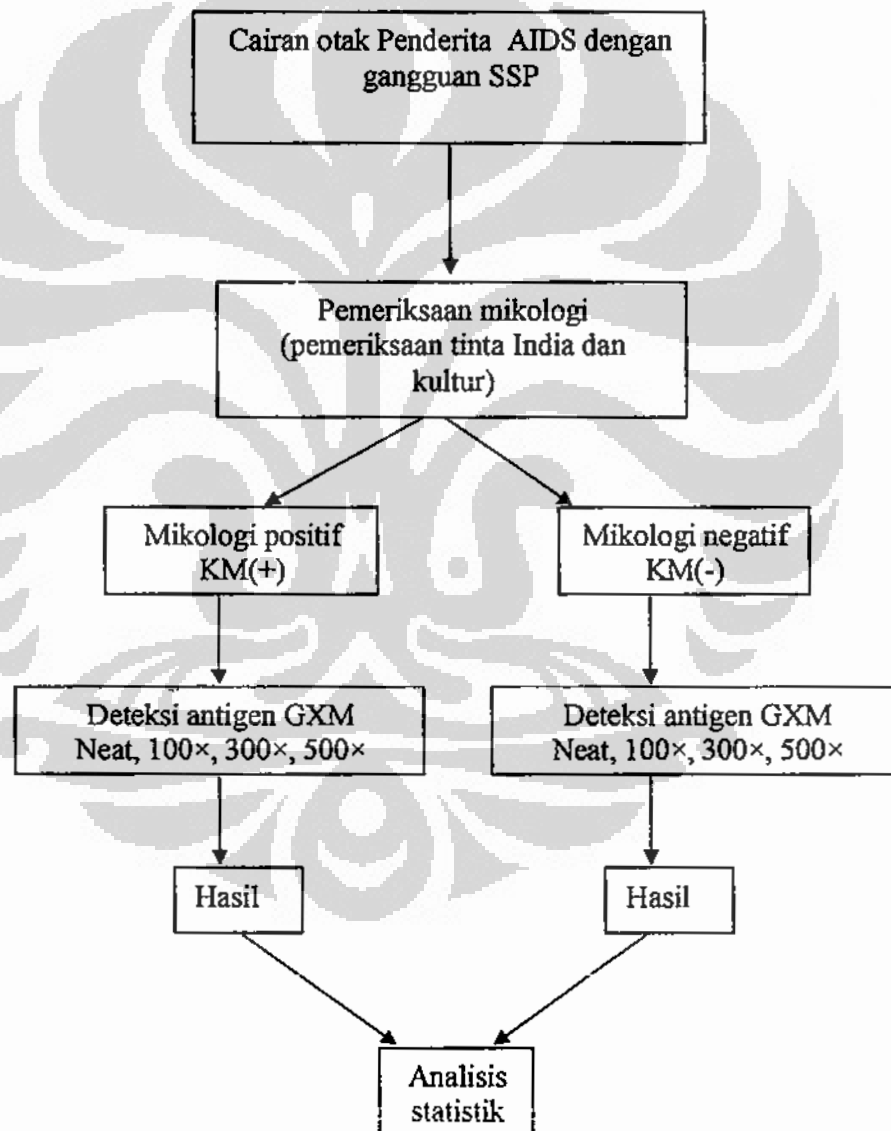 Cairan otak Penderita AIDS dengan
gangguan SSP
Pemeriksaan mikologi
(pemeriksaan tinta India dan
kultur)
Mikologi positif
KM(+)
Mikologi negatif
KM(-)
Deteksi antigen GXM
Neat, 100×, 300×, 500×
Deteksi antigen GXM
Neat, 100×, 300×, 500×
Hasil
Hasil
Analisis
statistik